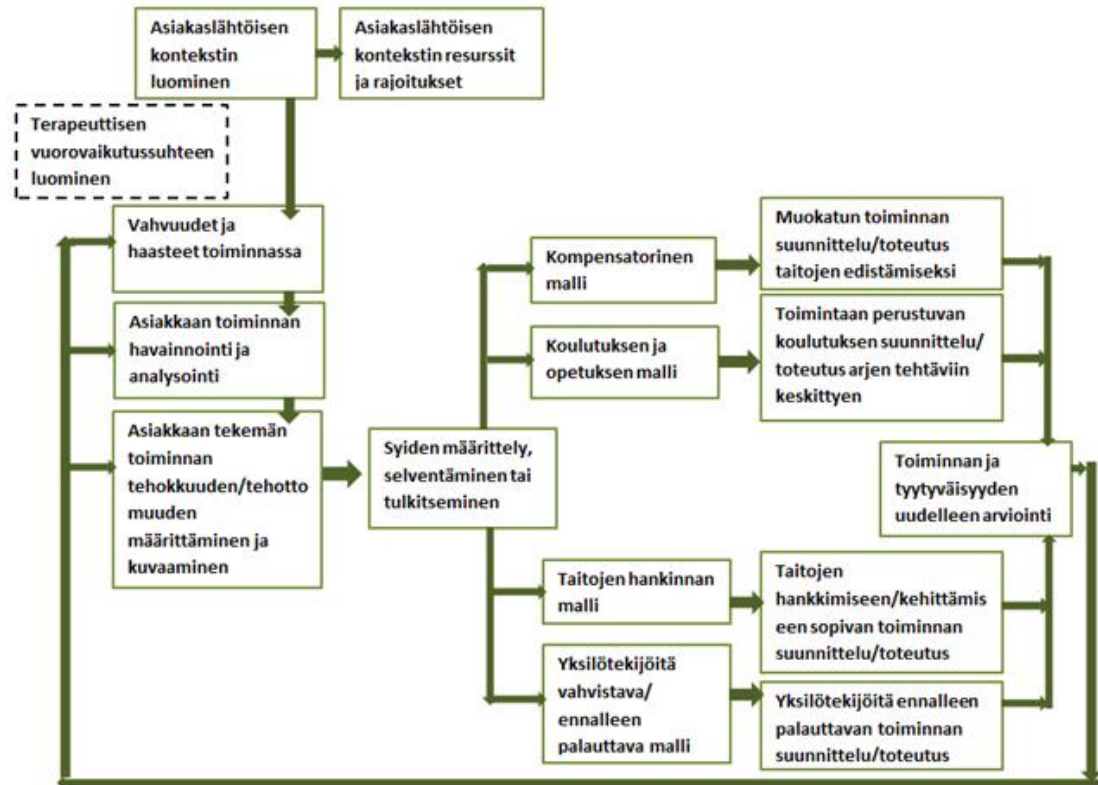 Asiakaslähtöisen
kontekstin
luominen
Asiakaslähtöisen
kontekstin resurssit
ja rajoitukset
Terapeuttisen
vuorovaikutussuhteen
luominen
Vahvuudet ja
haasteet toiminnassa
Asiakkaan toiminnan
havainnointi ja
analysointi
Asiakkaan tekemän
toiminnan
tehokkuuden/tehotto
muuden
määrittäminen ja
kuvaaminen
Syiden määrittely,
selventäminen tai
tulkitseminen
Kompensatorinen
malli
Muokatun toiminnan
suunnittelu/toteutus
taitojen edistämiseksi
Koulutuksen ja
opetuksen malli
Toimintaan perustuvan
koulutuksen suunnittelu/
toteutus arjen tehtäviin
keskittyen
Taitojen hankinnan
malli
Taitojen
hankkimiseen/kehittämis
een sopivan toiminnan
suunnittelu/toteutus
Yksilötekijöitä
vahvistava/
ennalleen
palauttava malli
Yksilötekijöitä ennalleen
palauttavan toiminnan
suunnittelu/toteutus
Toiminnan ja
tyytyväisyyden
uudelleen arviointi